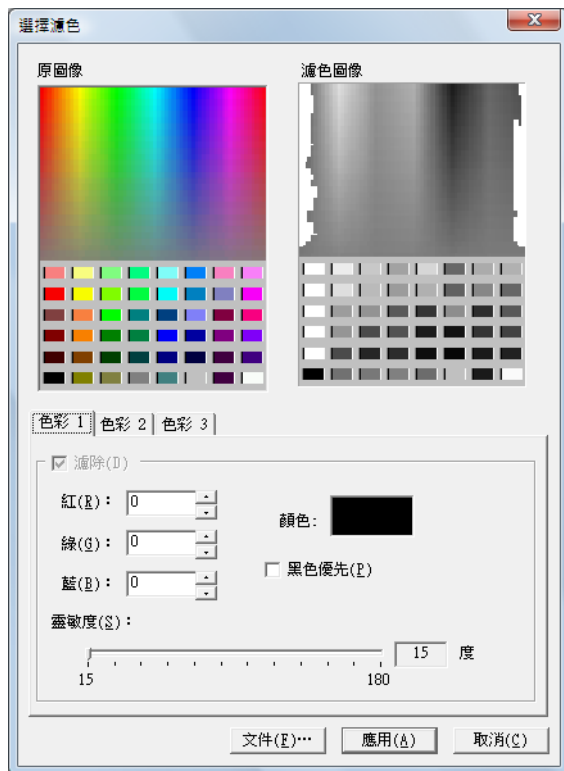 選擇濾色
原圖像
濾色圖像
色彩 1
色彩 2
色彩 3
濾除(D)
紅(R): 0
顏色:
綠(G): 0
黑色優先(P)
藍(B): 0
靈敏度(S):
15 度
15
180
文件(F)…
應用(A)
取消(C)